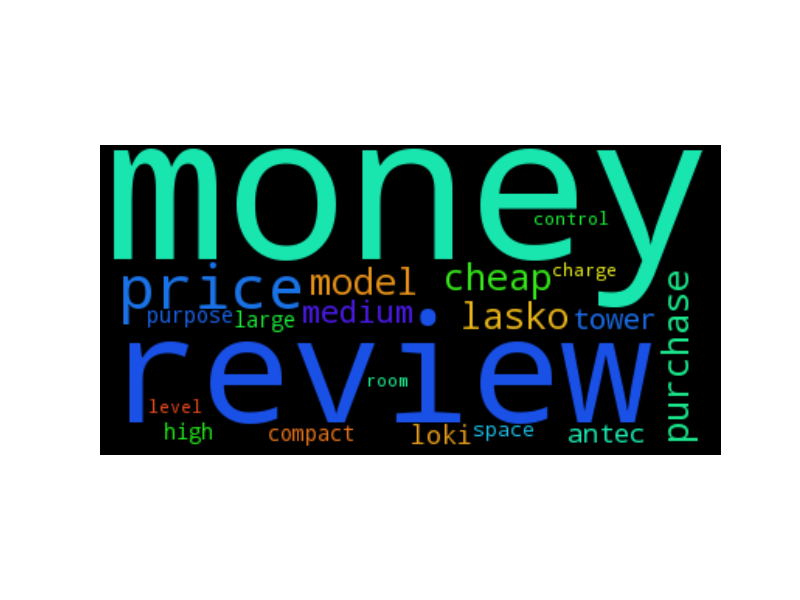 money
control
price model cheap charge
purpose large medium lasko tower
purchase
review
room
level
high compact loki space antec